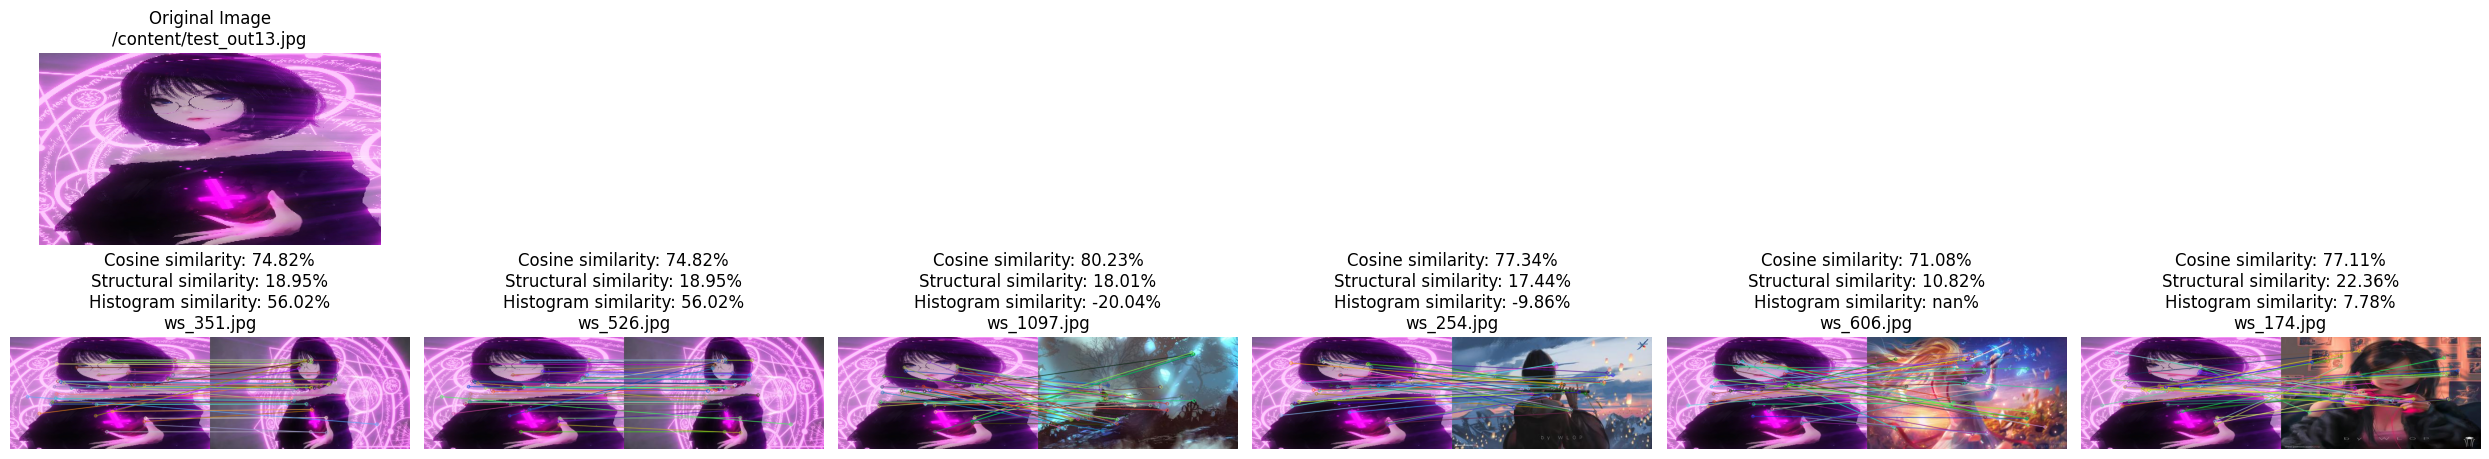 Original Image
/content/test_out13.jpg
Cosine similarity: 74.82%
Structural similarity: 18.95%
Histogram similarity: 56.02%
ws_351.jpg
Cosine similarity: 74.82%
Structural similarity: 18.95%
Histogram similarity: 56.02%
ws_526.jpg
Cosine similarity: 80.23%
Structural similarity: 18.01%
Histogram similarity: -20.04%
ws_1097.jpg
Cosine similarity: 77.34%
Structural similarity: 17.44%
Histogram similarity: -9.86%
ws_254.jpg
Cosine similarity: 71.08%
Structural similarity: 10.82%
Histogram similarity: nan%
ws_606.jpg
Cosine similarity: 77.11%
Structural similarity: 22.36%
Histogram similarity: 7.78%
ws_174.jpg